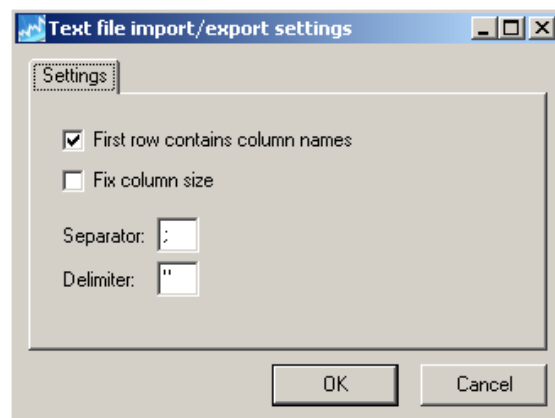 Text file import/export settings
Settings
First row contains column names
Fix column size
Separator: ;
Delimiter: "
OK Cancel